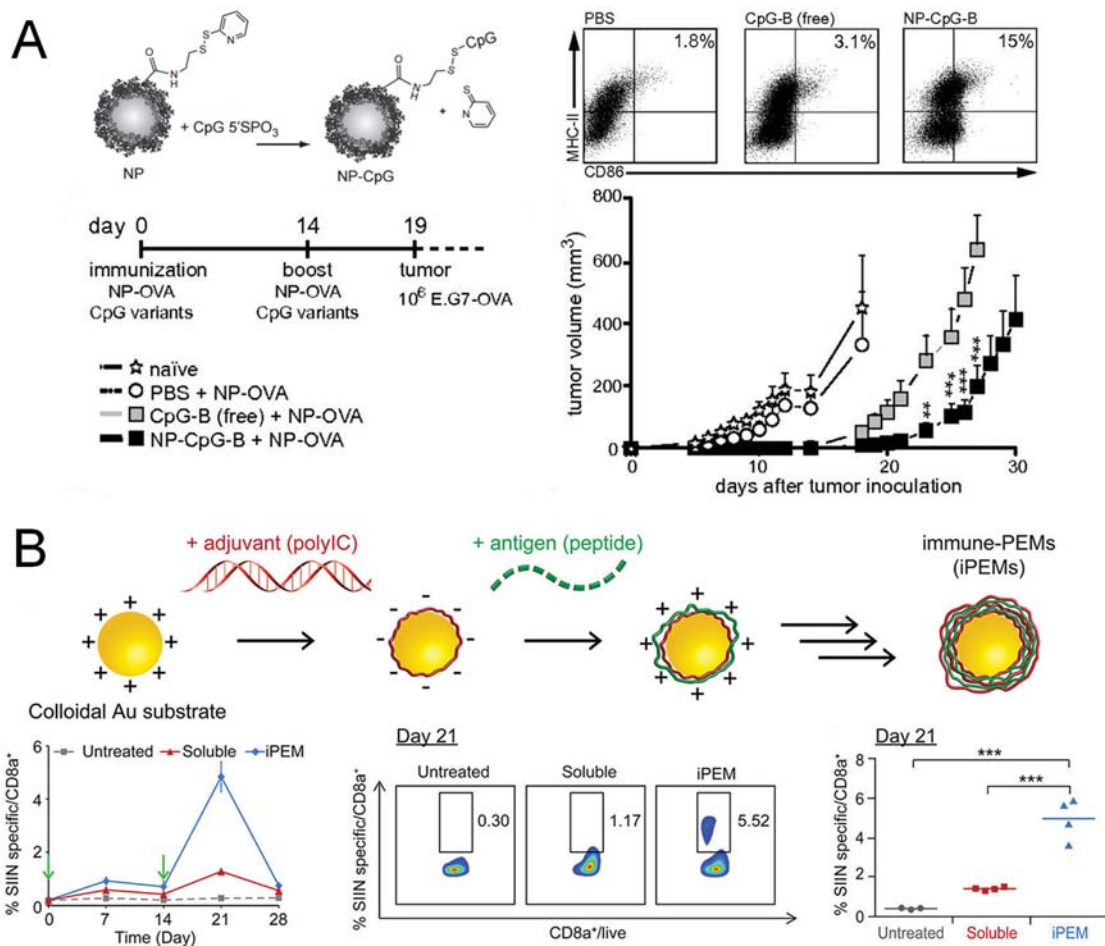 A
O
N
H
S
S
N
+ CpG 5'SPO₃
NP
O
N
H
S
S
CpG
+
S
N
NP-CpG
PBS
CpG-B (free)
NP-CpG-B
1.8%
3.1%
15%
MHC-II
CD86
day 0 14 19
immunization boost tumor
NP-OVA NP-OVA 10⁶ E.G7-OVA
CpG variants CpG variants
naïve
PBS + NP-OVA
CpG-B (free) + NP-OVA
NP-CpG-B + NP-OVA
tumor volume (mm³)
800
600
400
200
0
** *** *** ***
0 10 20 30
days after tumor inoculation
B
+ adjuvant (polyIC)
+ antigen (peptide)
immune-PEMs
(iPEMs)
+ + + + + + + +
- - - - - - - -
+ + + + + + + +
Colloidal Au substrate
% SIIN specific/CD8a⁺
6
4
2
0
Untreated Soluble iPEM
0 7 14 21 28
Time (Day)
Day 21
Untreated Soluble iPEM
0.30
1.17
5.52
% SIIN specific/CD8a⁺
CD8a⁺/live
Day 21
% SIIN specific/CD8a⁺
8
6
4
2
0
***
***
Untreated Soluble iPEM